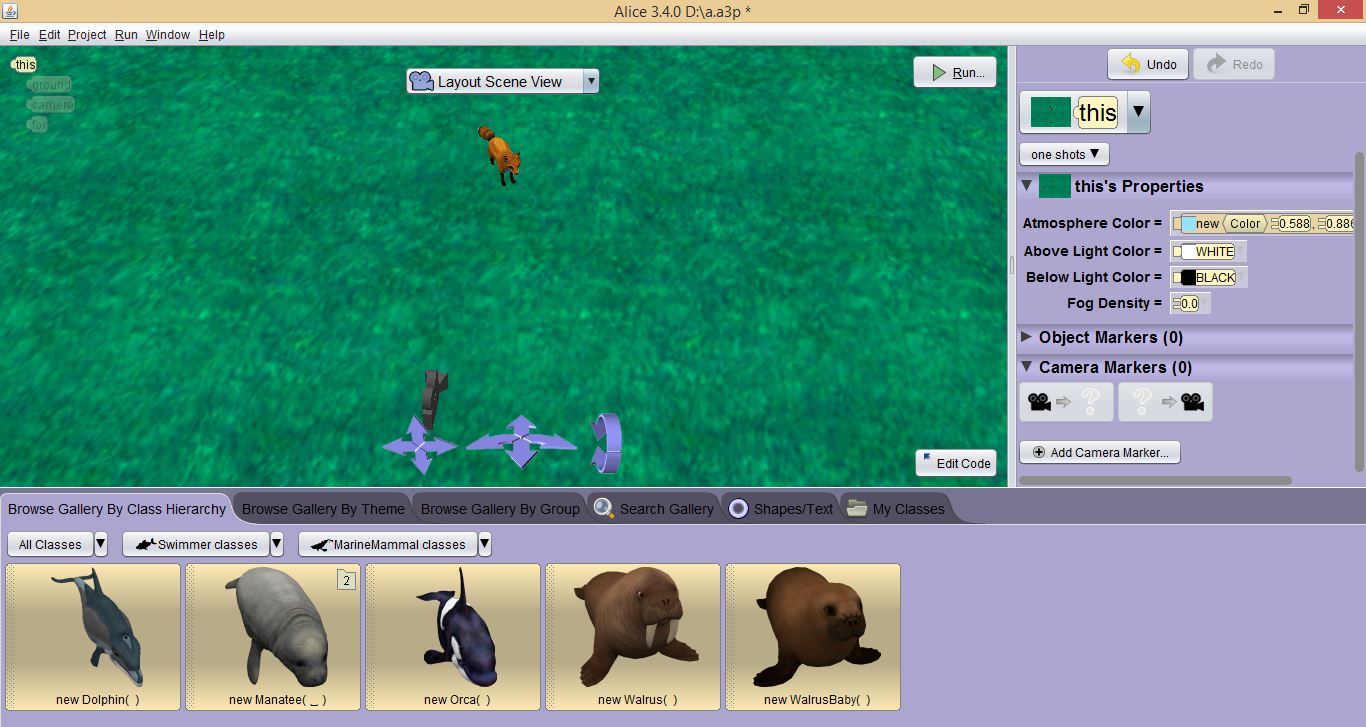 Alice 3.4.0 D:\a.a3p *
File Edit Project Run Window Help
this
ground
camera
fox
Layout Scene View
Run...
Undo Redo
this
one shots
this's Properties
Atmosphere Color = new Color 0.588, 0.886
Above Light Color = WHITE
Below Light Color = BLACK
Fog Density = 0.0
Object Markers (0)
Camera Markers (0)
? ?
Add Camera Marker...
Edit Code
Browse Gallery By Class Hierarchy Browse Gallery By Theme Browse Gallery By Group Search Gallery Shapes/Text My Classes
All Classes Swimmer classes MarineMammal classes
2
new Dolphin( ) new Manatee( _ ) new Orca( ) new Walrus( ) new WalrusBaby( )